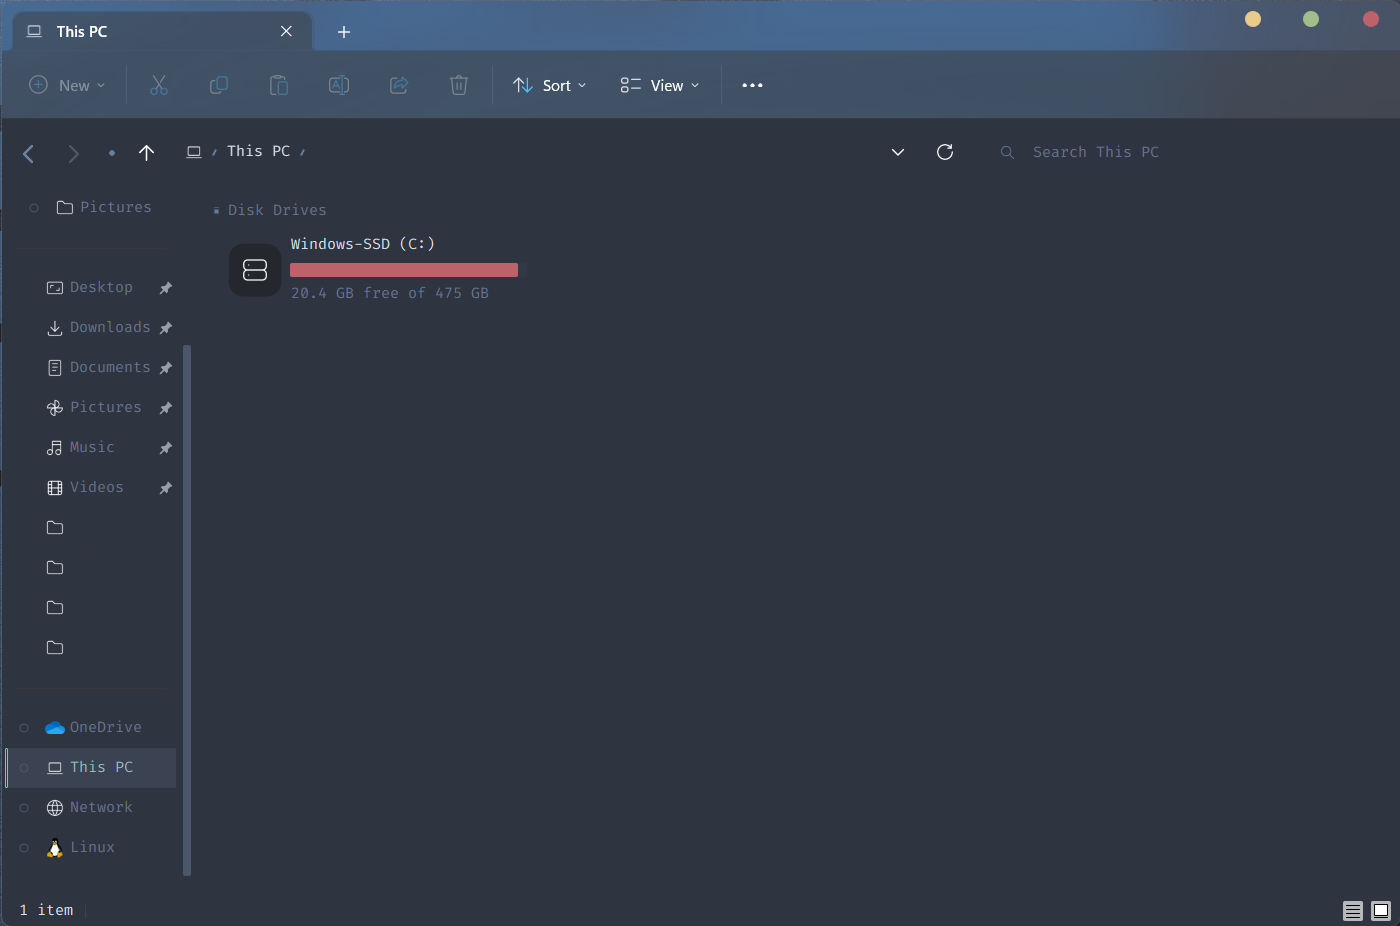 This PC
New
Sort
View
This PC
Search This PC
Pictures
Disk Drives
Windows-SSD (C:)
20.4 GB free of 475 GB
Desktop
Downloads
Documents
Pictures
Music
Videos
OneDrive
This PC
Network
Linux
1 item